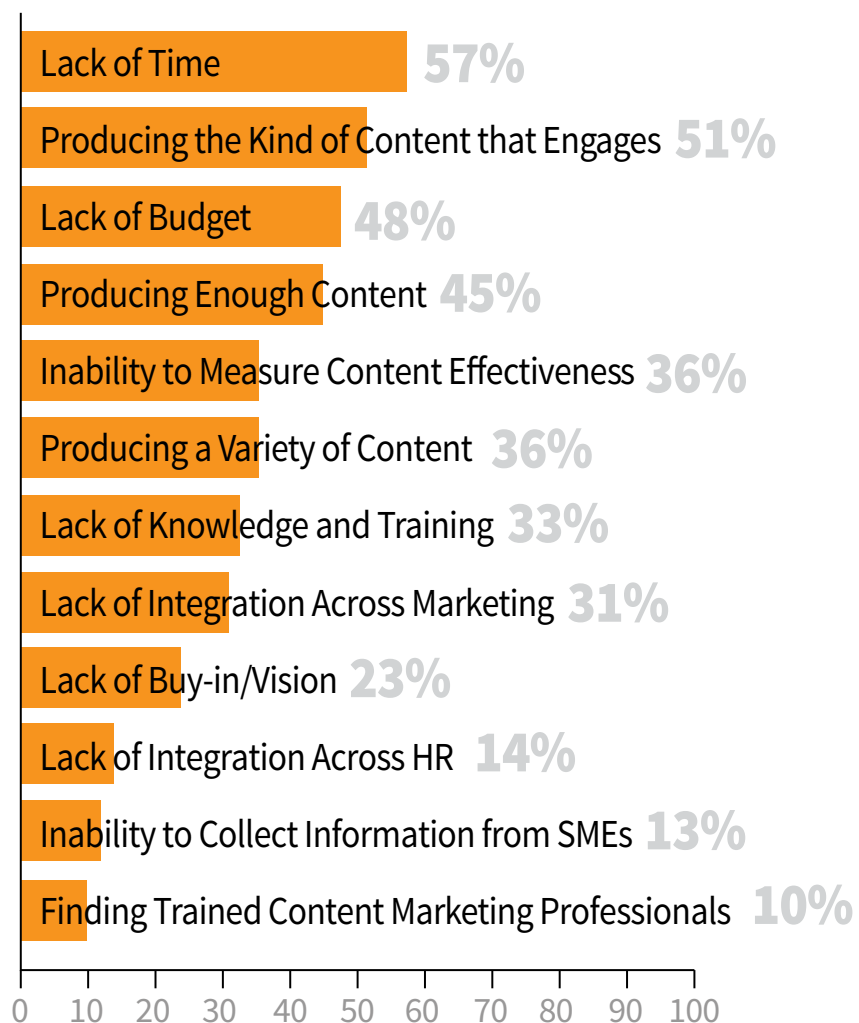 Lack of Time 57%
Producing the Kind of Content that Engages 51%
Lack of Budget 48%
Producing Enough Content 45%
Inability to Measure Content Effectiveness 36%
Producing a Variety of Content 36%
Lack of Knowledge and Training 33%
Lack of Integration Across Marketing 31%
Lack of Buy-in/Vision 23%
Lack of Integration Across HR 14%
Inability to Collect Information from SMEs 13%
Finding Trained Content Marketing Professionals 10%
0 10 20 30 40 50 60 70 80 90 100